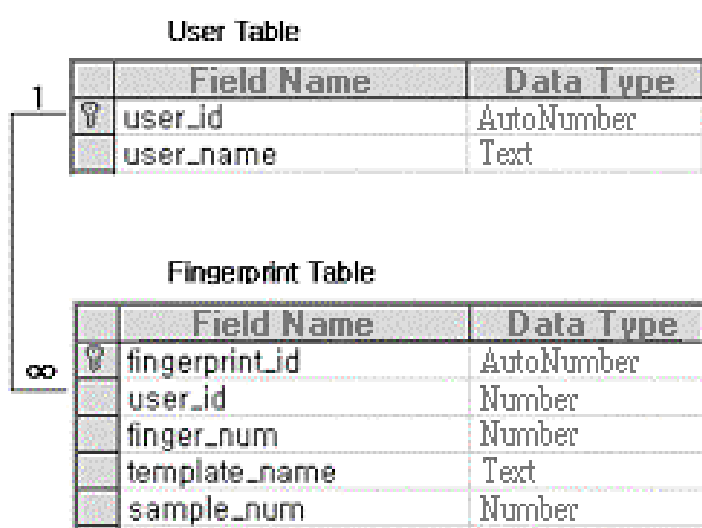 User Table
1
Field Name Data Type
user_id AutoNumber
user_name Text
Fingerprint Table
Field Name Data Type
∞
fingerprint_id AutoNumber
user_id Number
finger_num Number
template_name Text
sample_num Number